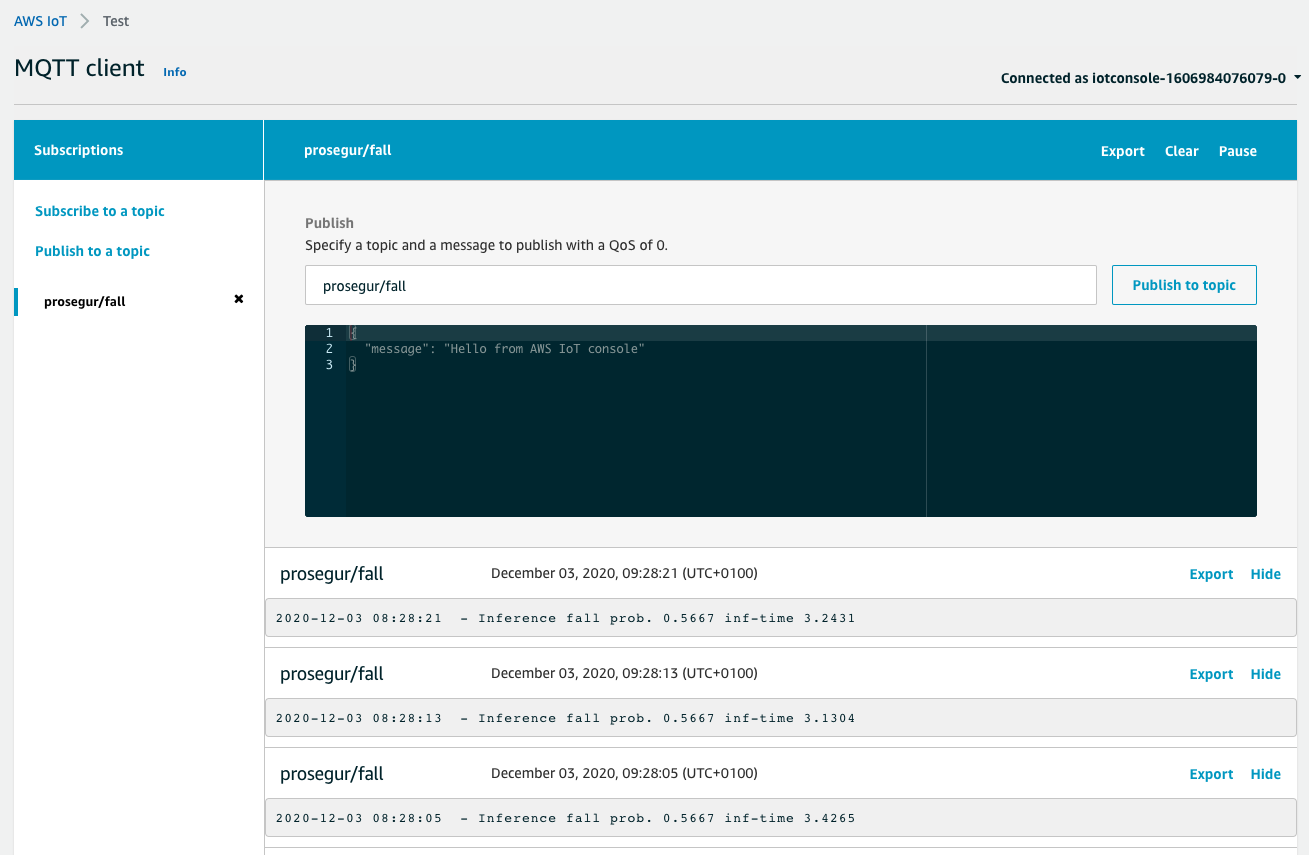 AWS IoT > Test
MQTT client Info
Connected as iotconsole-1606984076079-0
Subscriptions
prosegur/fall
Export Clear Pause
Subscribe to a topic
Publish to a topic
prosegur/fall ✖
Publish
Specify a topic and a message to publish with a QoS of 0.
prosegur/fall
Publish to topic
1 {
2 "message": "Hello from AWS IoT console"
3 }
prosegur/fall December 03, 2020, 09:28:21 (UTC+0100) Export Hide
2020-12-03 08:28:21 - Inference fall prob. 0.5667 inf-time 3.2431
prosegur/fall December 03, 2020, 09:28:13 (UTC+0100) Export Hide
2020-12-03 08:28:13 - Inference fall prob. 0.5667 inf-time 3.1304
prosegur/fall December 03, 2020, 09:28:05 (UTC+0100) Export Hide
2020-12-03 08:28:05 - Inference fall prob. 0.5667 inf-time 3.4265